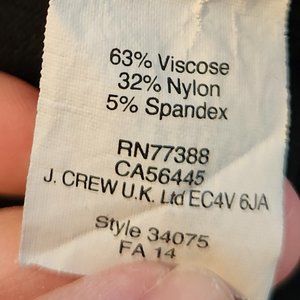 63% Viscose
32% Nylon
5% Spandex
RN77388
CA56445
J. CREW U.K. Ltd EC4V 6JA
Style 34075
FA 14